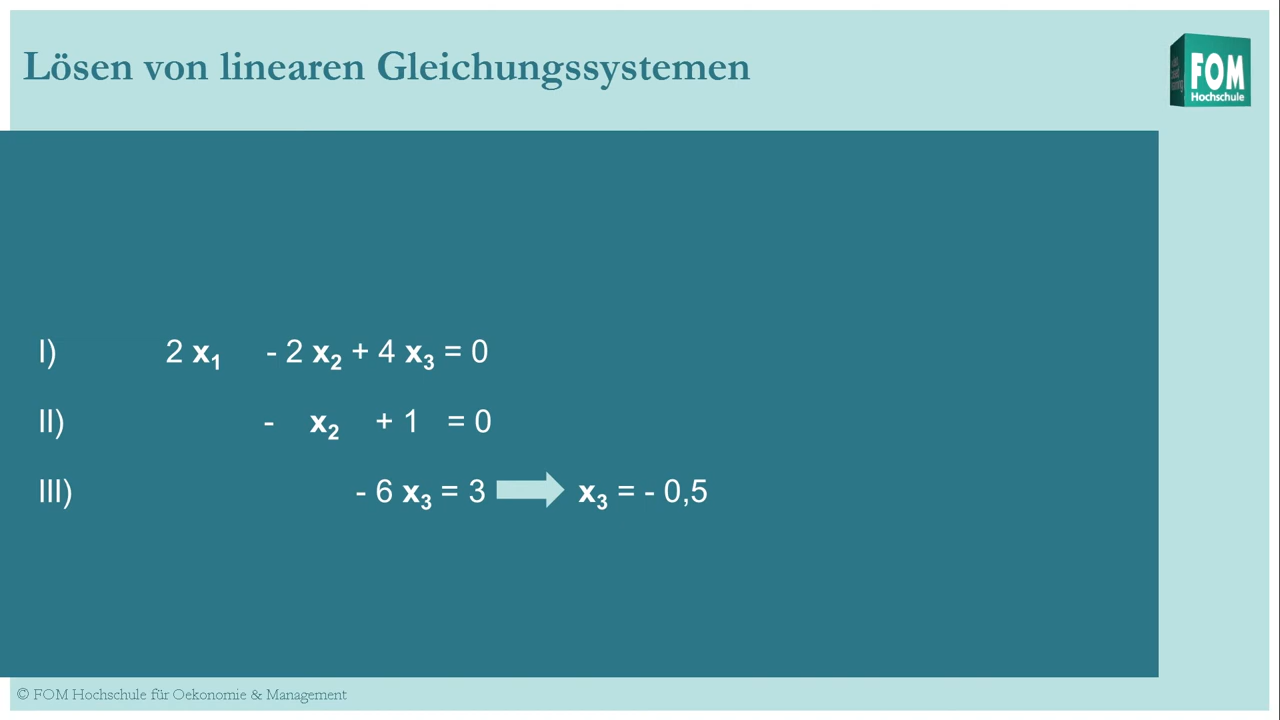 Lösen von linearen Gleichungssystemen
FOM
Hochschule
I) 2 x₁ - 2 x₂ + 4 x₃ = 0
II) - x₂ + 1 = 0
III) - 6 x₃ = 3 x₃ = - 0,5
© FOM Hochschule für Oekonomie & Management